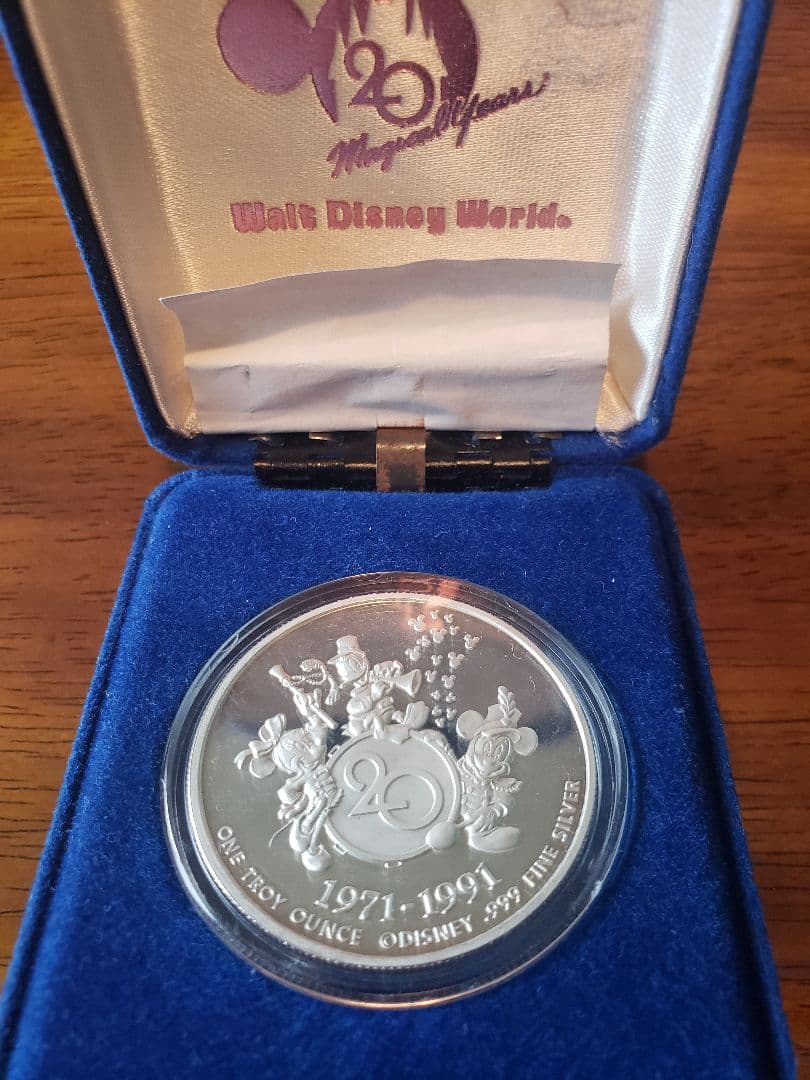 20
Magical Years
Walt Disney World®
20
1971-1991
ONE TROY OUNCE ©DISNEY .999 FINE SILVER